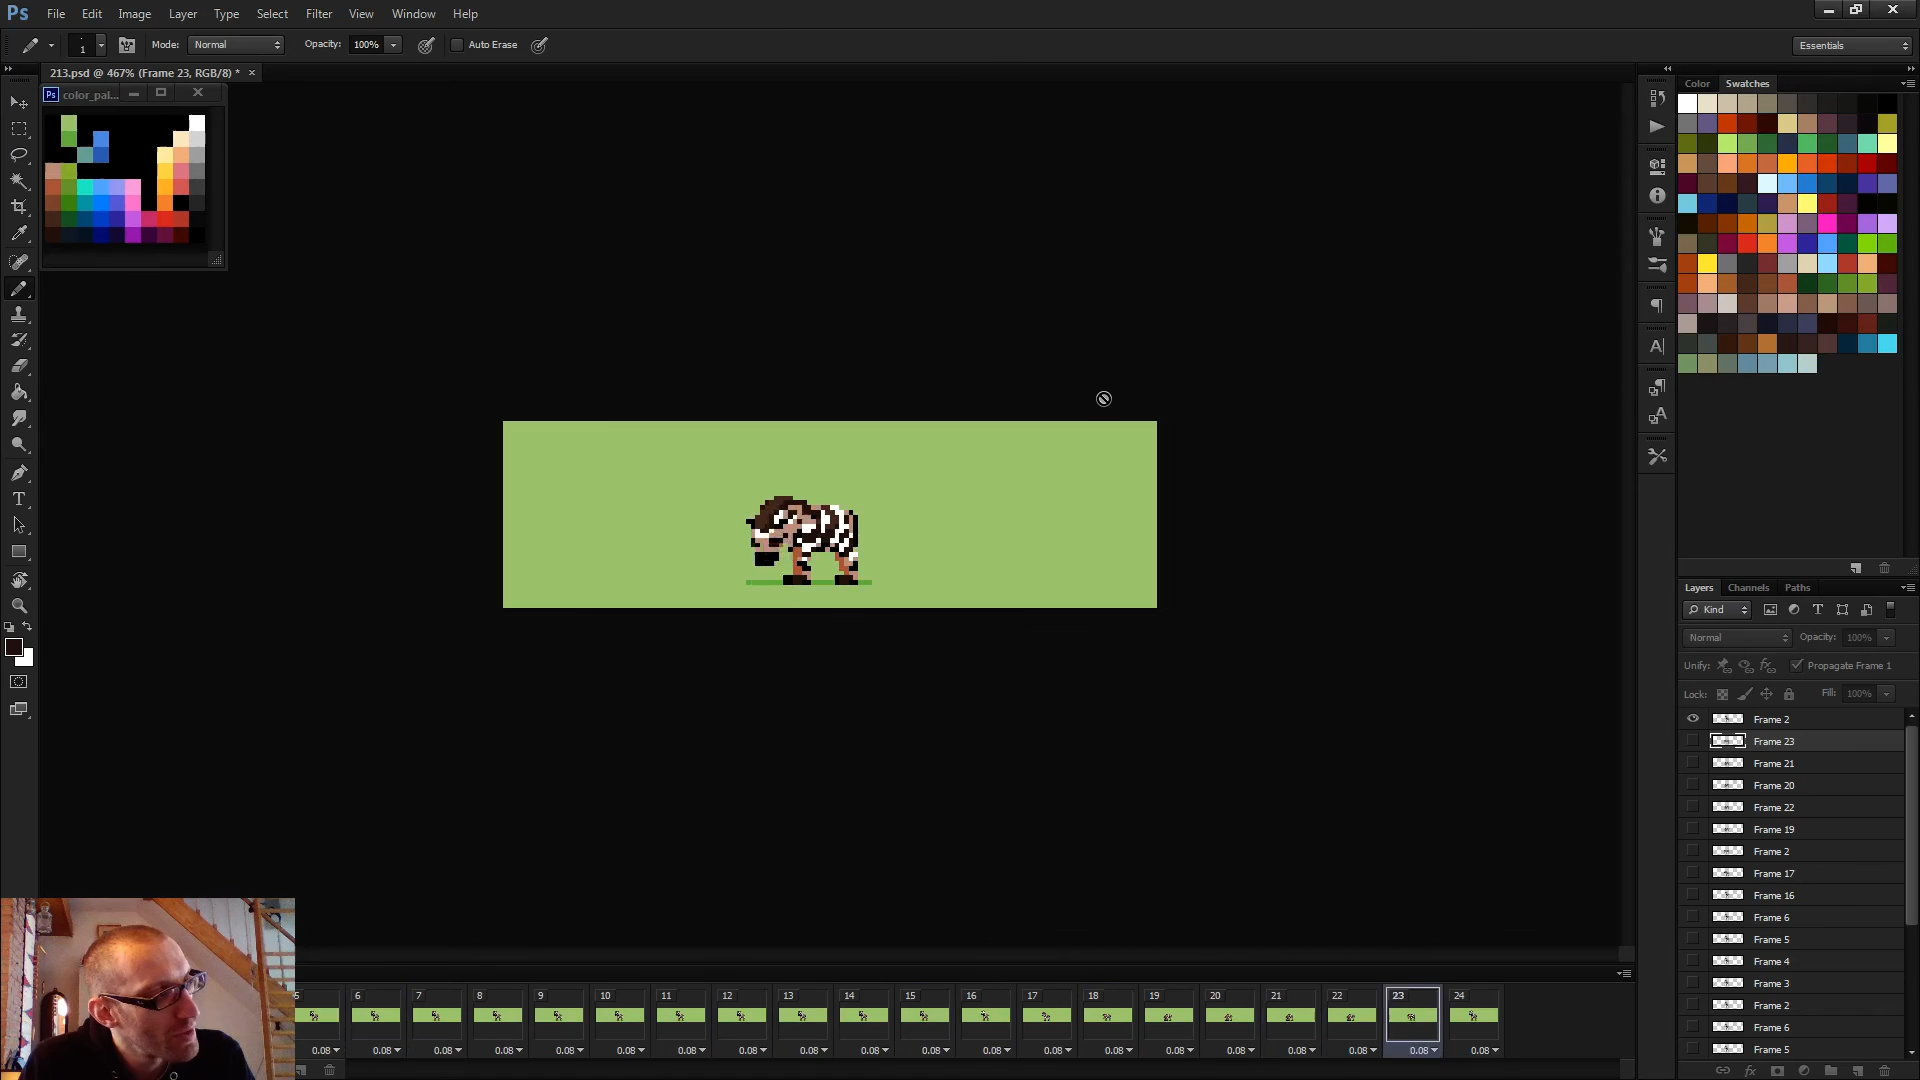 Ps File Edit Image Layer Type Select Filter View Window Help
1 Mode: Normal Opacity: 100% Auto Erase Essentials
213.psd @ 467% (Frame 23, RGB/8) * ×
Ps color_pal...
Color Swatches
Layers Channels Paths
Kind
Normal Opacity: 100%
Unify: Propagate Frame 1
Lock: Fill: 100%
Frame 2
Frame 23
Frame 21
Frame 20
Frame 22
Frame 19
Frame 2
Frame 17
Frame 16
Frame 6
Frame 5
Frame 4
Frame 3
Frame 2
Frame 6
Frame 5
5 6 7 8 9 10 11 12 13 14 15 16 17 18 19 20 21 22 23 24
0.08 0.08 0.08 0.08 0.08 0.08 0.08 0.08 0.08 0.08 0.08 0.08 0.08 0.08 0.08 0.08 0.08 0.08 0.08 0.08